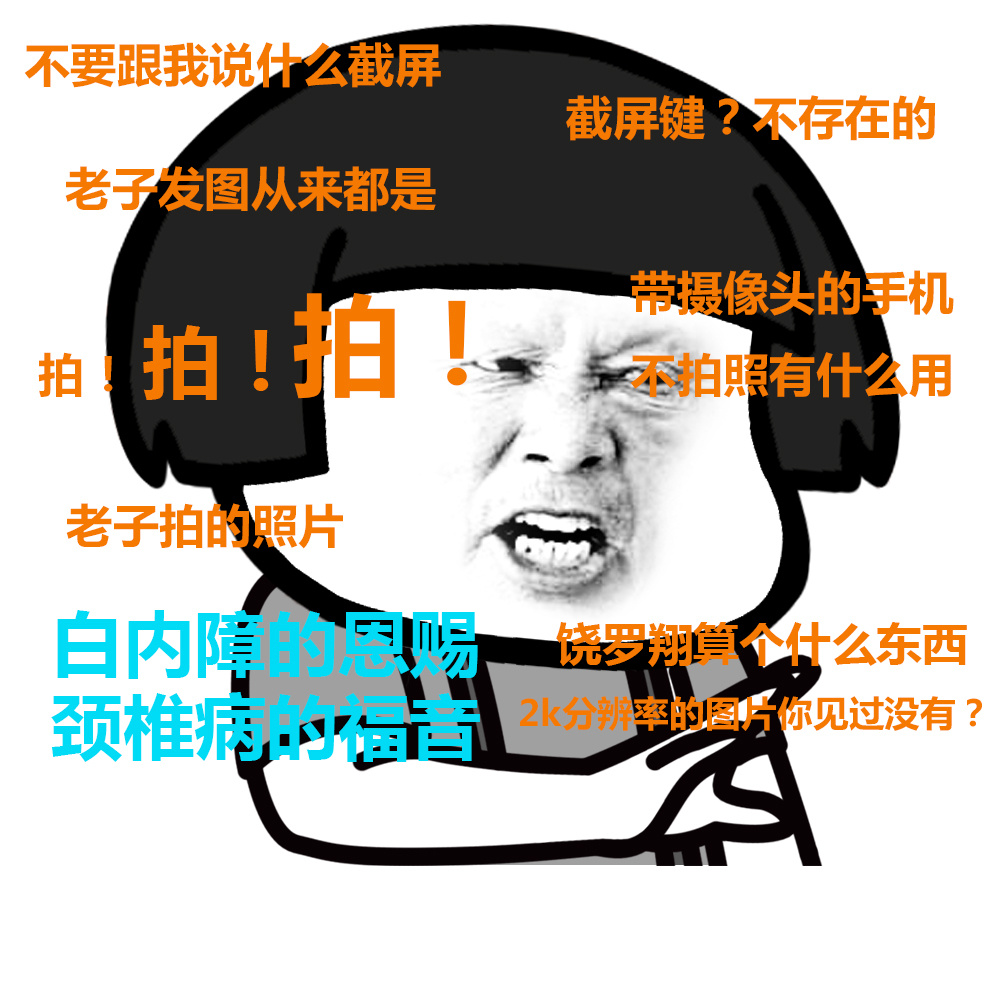 不要跟我说什么截屏
截屏键？不存在的
老子发图从来都是
带摄像头的手机
拍！拍！拍！
不拍照有什么用
老子拍的照片
白内障的恩赐
颈椎病的福音
饶罗翔算个什么东西
2k分辨率的图片你见过没有？